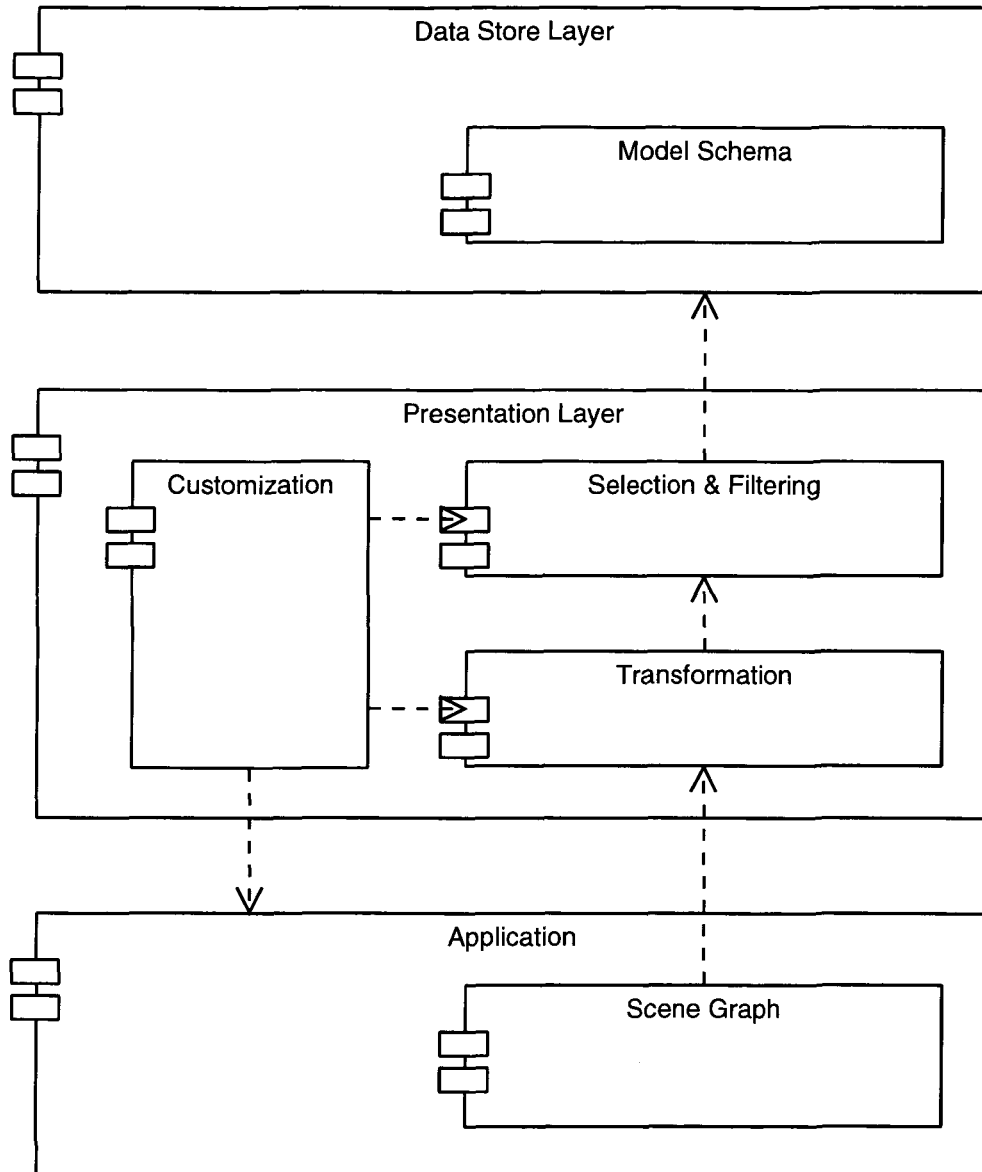 Data Store Layer
Model Schema
Presentation Layer
Customization
Selection & Filtering
Transformation
Application
Scene Graph